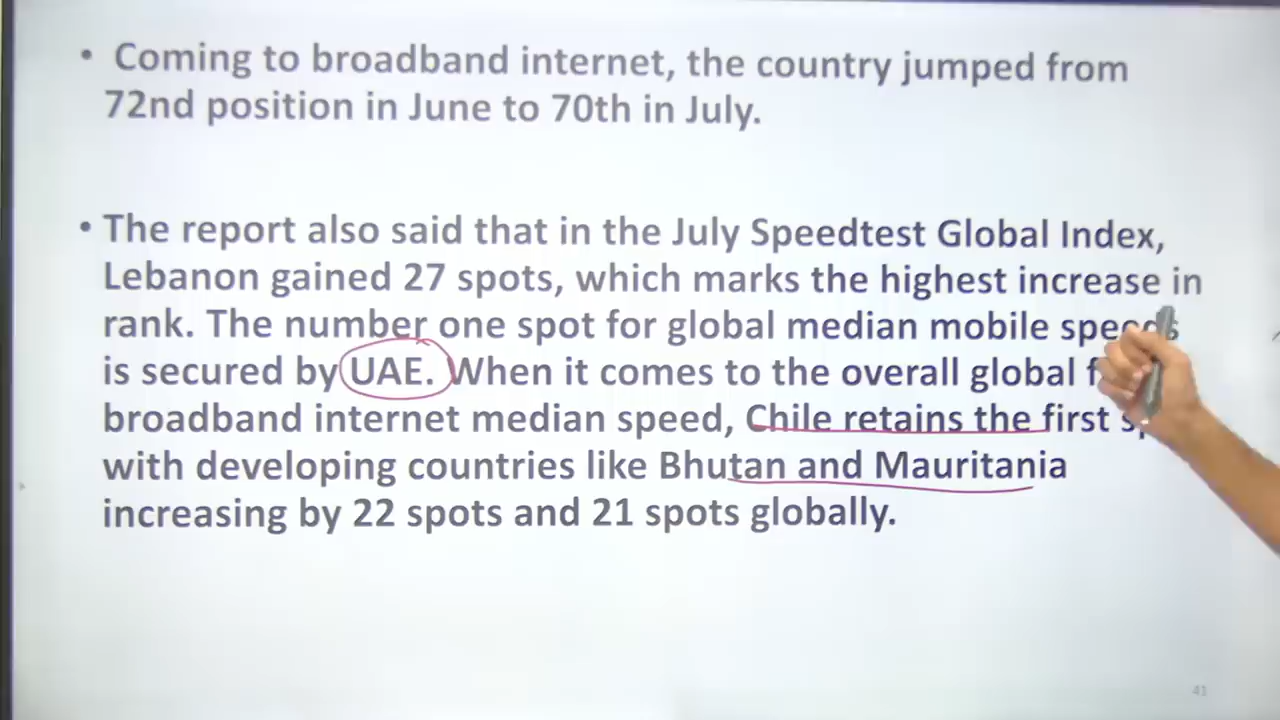 • Coming to broadband internet, the country jumped from
72nd position in June to 70th in July.
• The report also said that in the July Speedtest Global Index,
Lebanon gained 27 spots, which marks the highest increase in
rank. The number one spot for global median mobile speeds
is secured by UAE. When it comes to the overall global
broadband internet median speed, Chile retains the first
with developing countries like Bhutan and Mauritania
increasing by 22 spots and 21 spots globally.
41